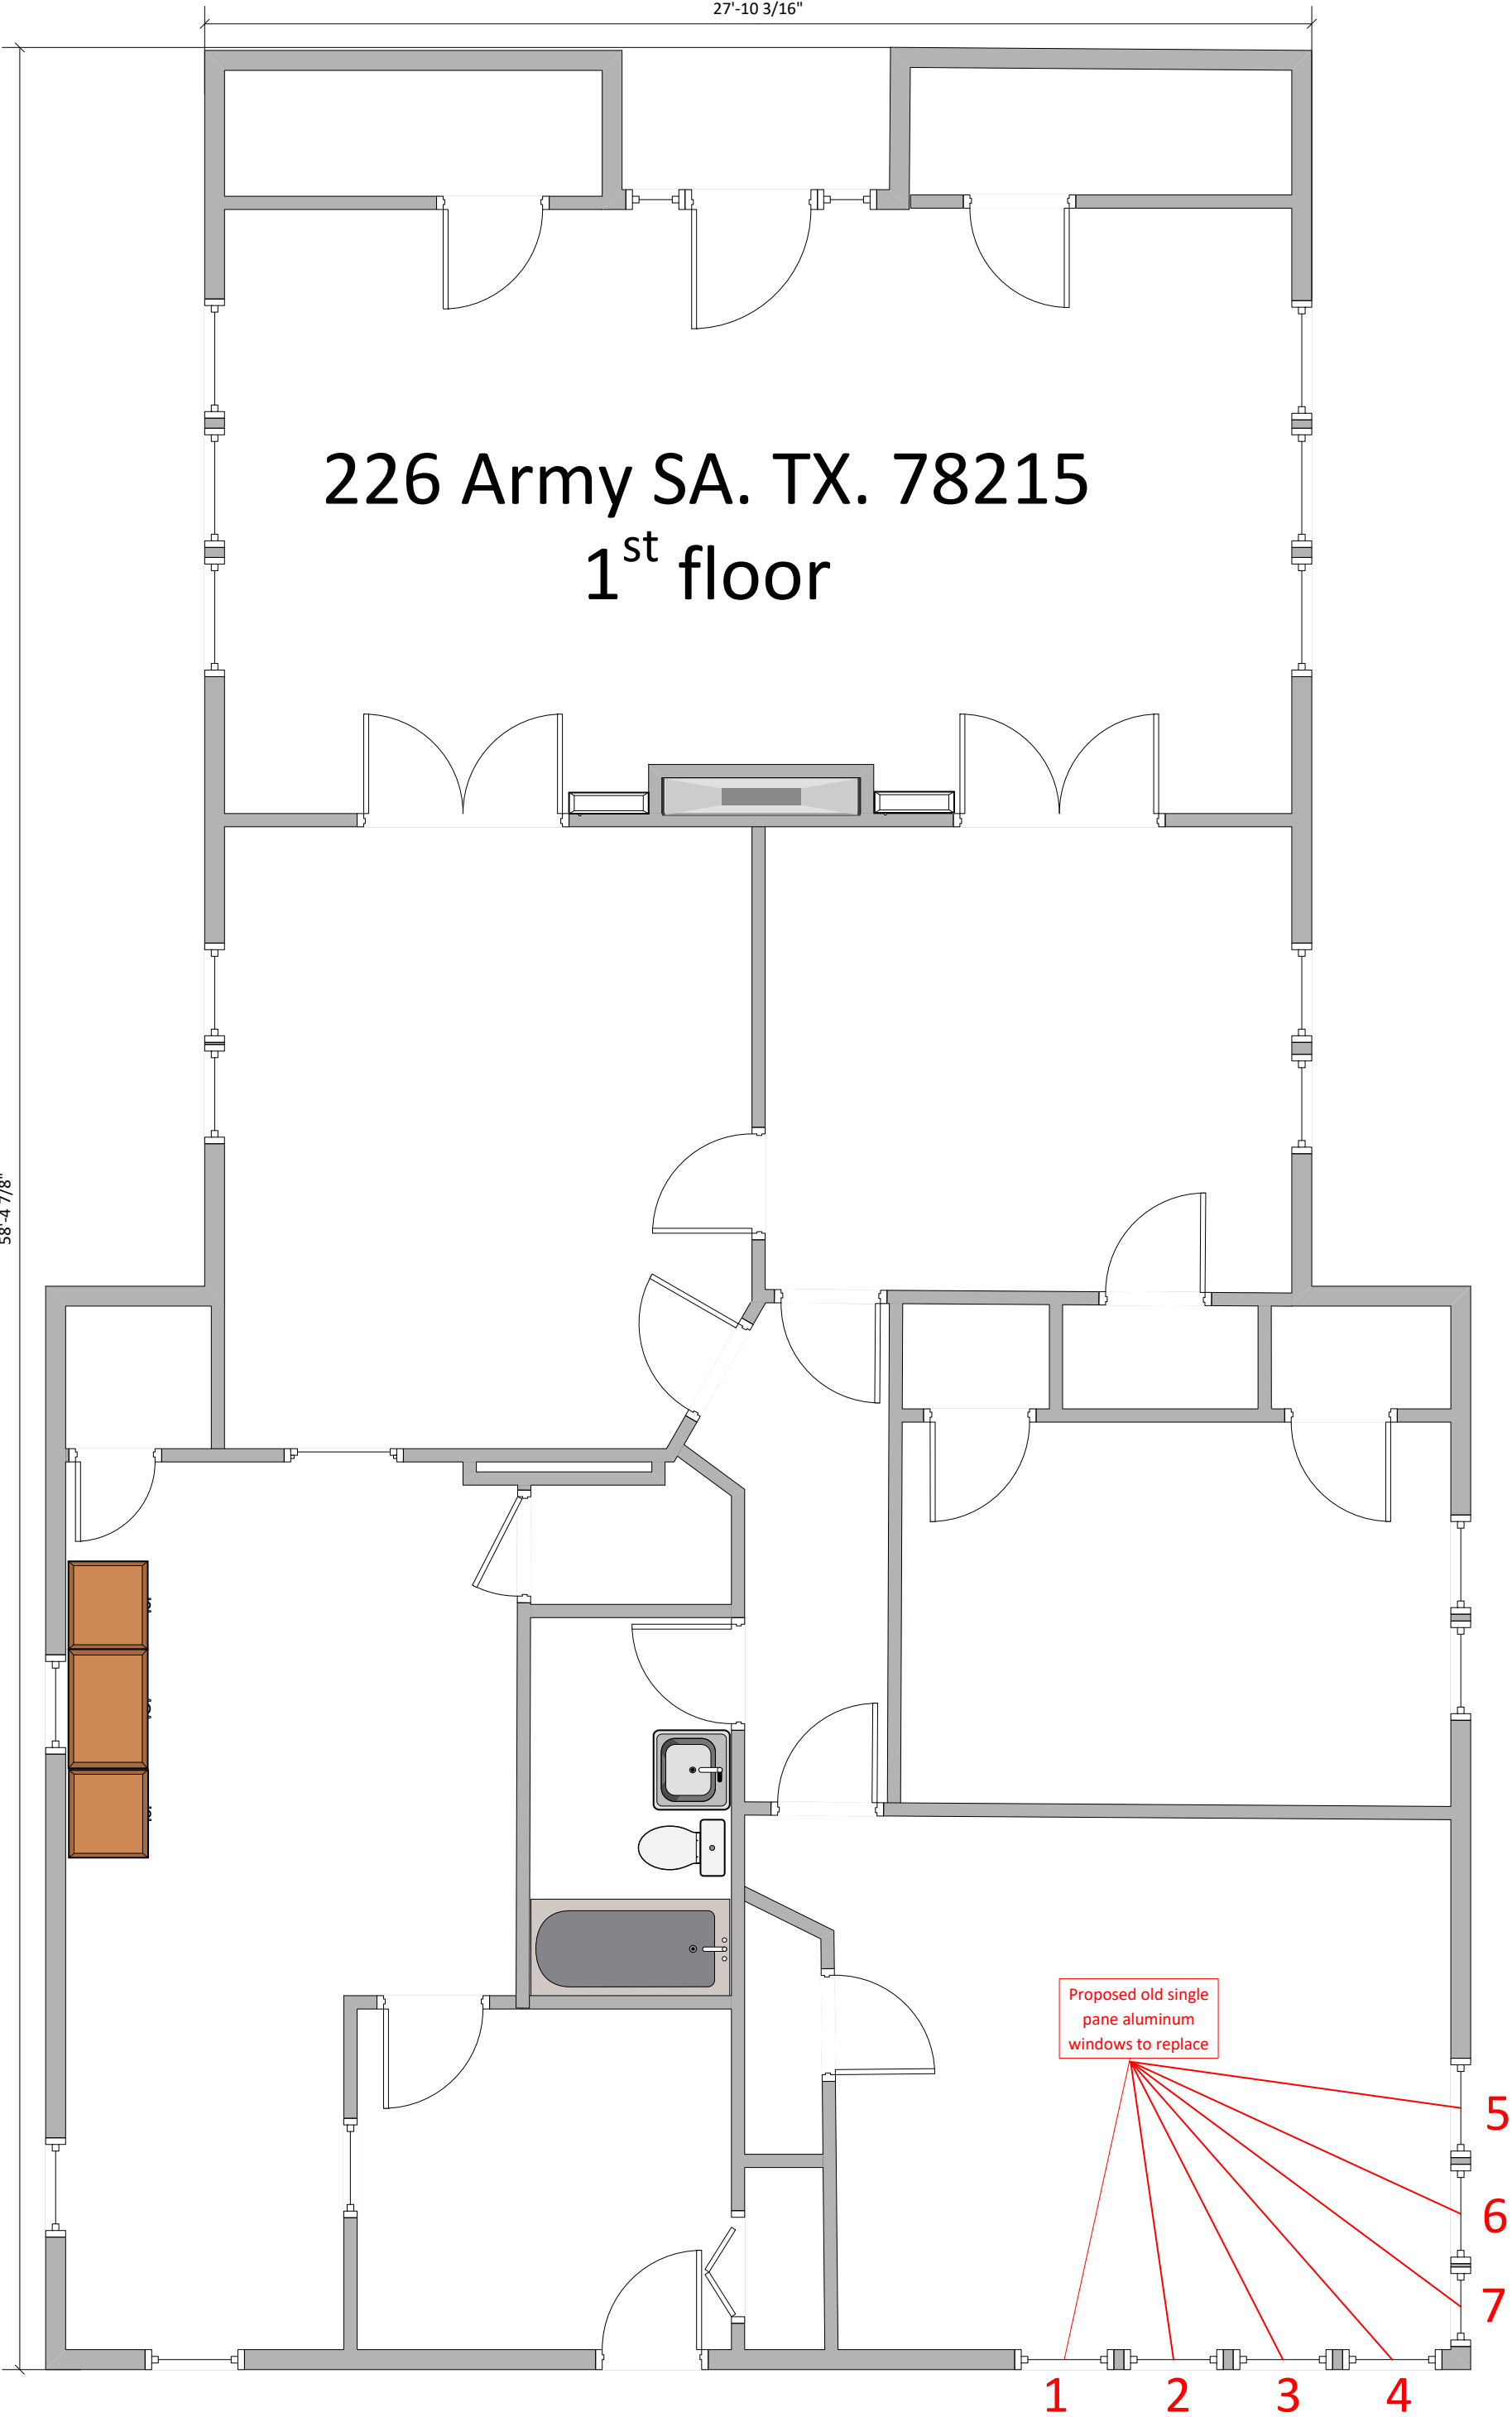 27'-10 3/16"
226 Army SA. TX. 78215
1st floor
58'-4 7/8"
Proposed old single
pane aluminum
windows to replace
5
6
7
1 2 3 4